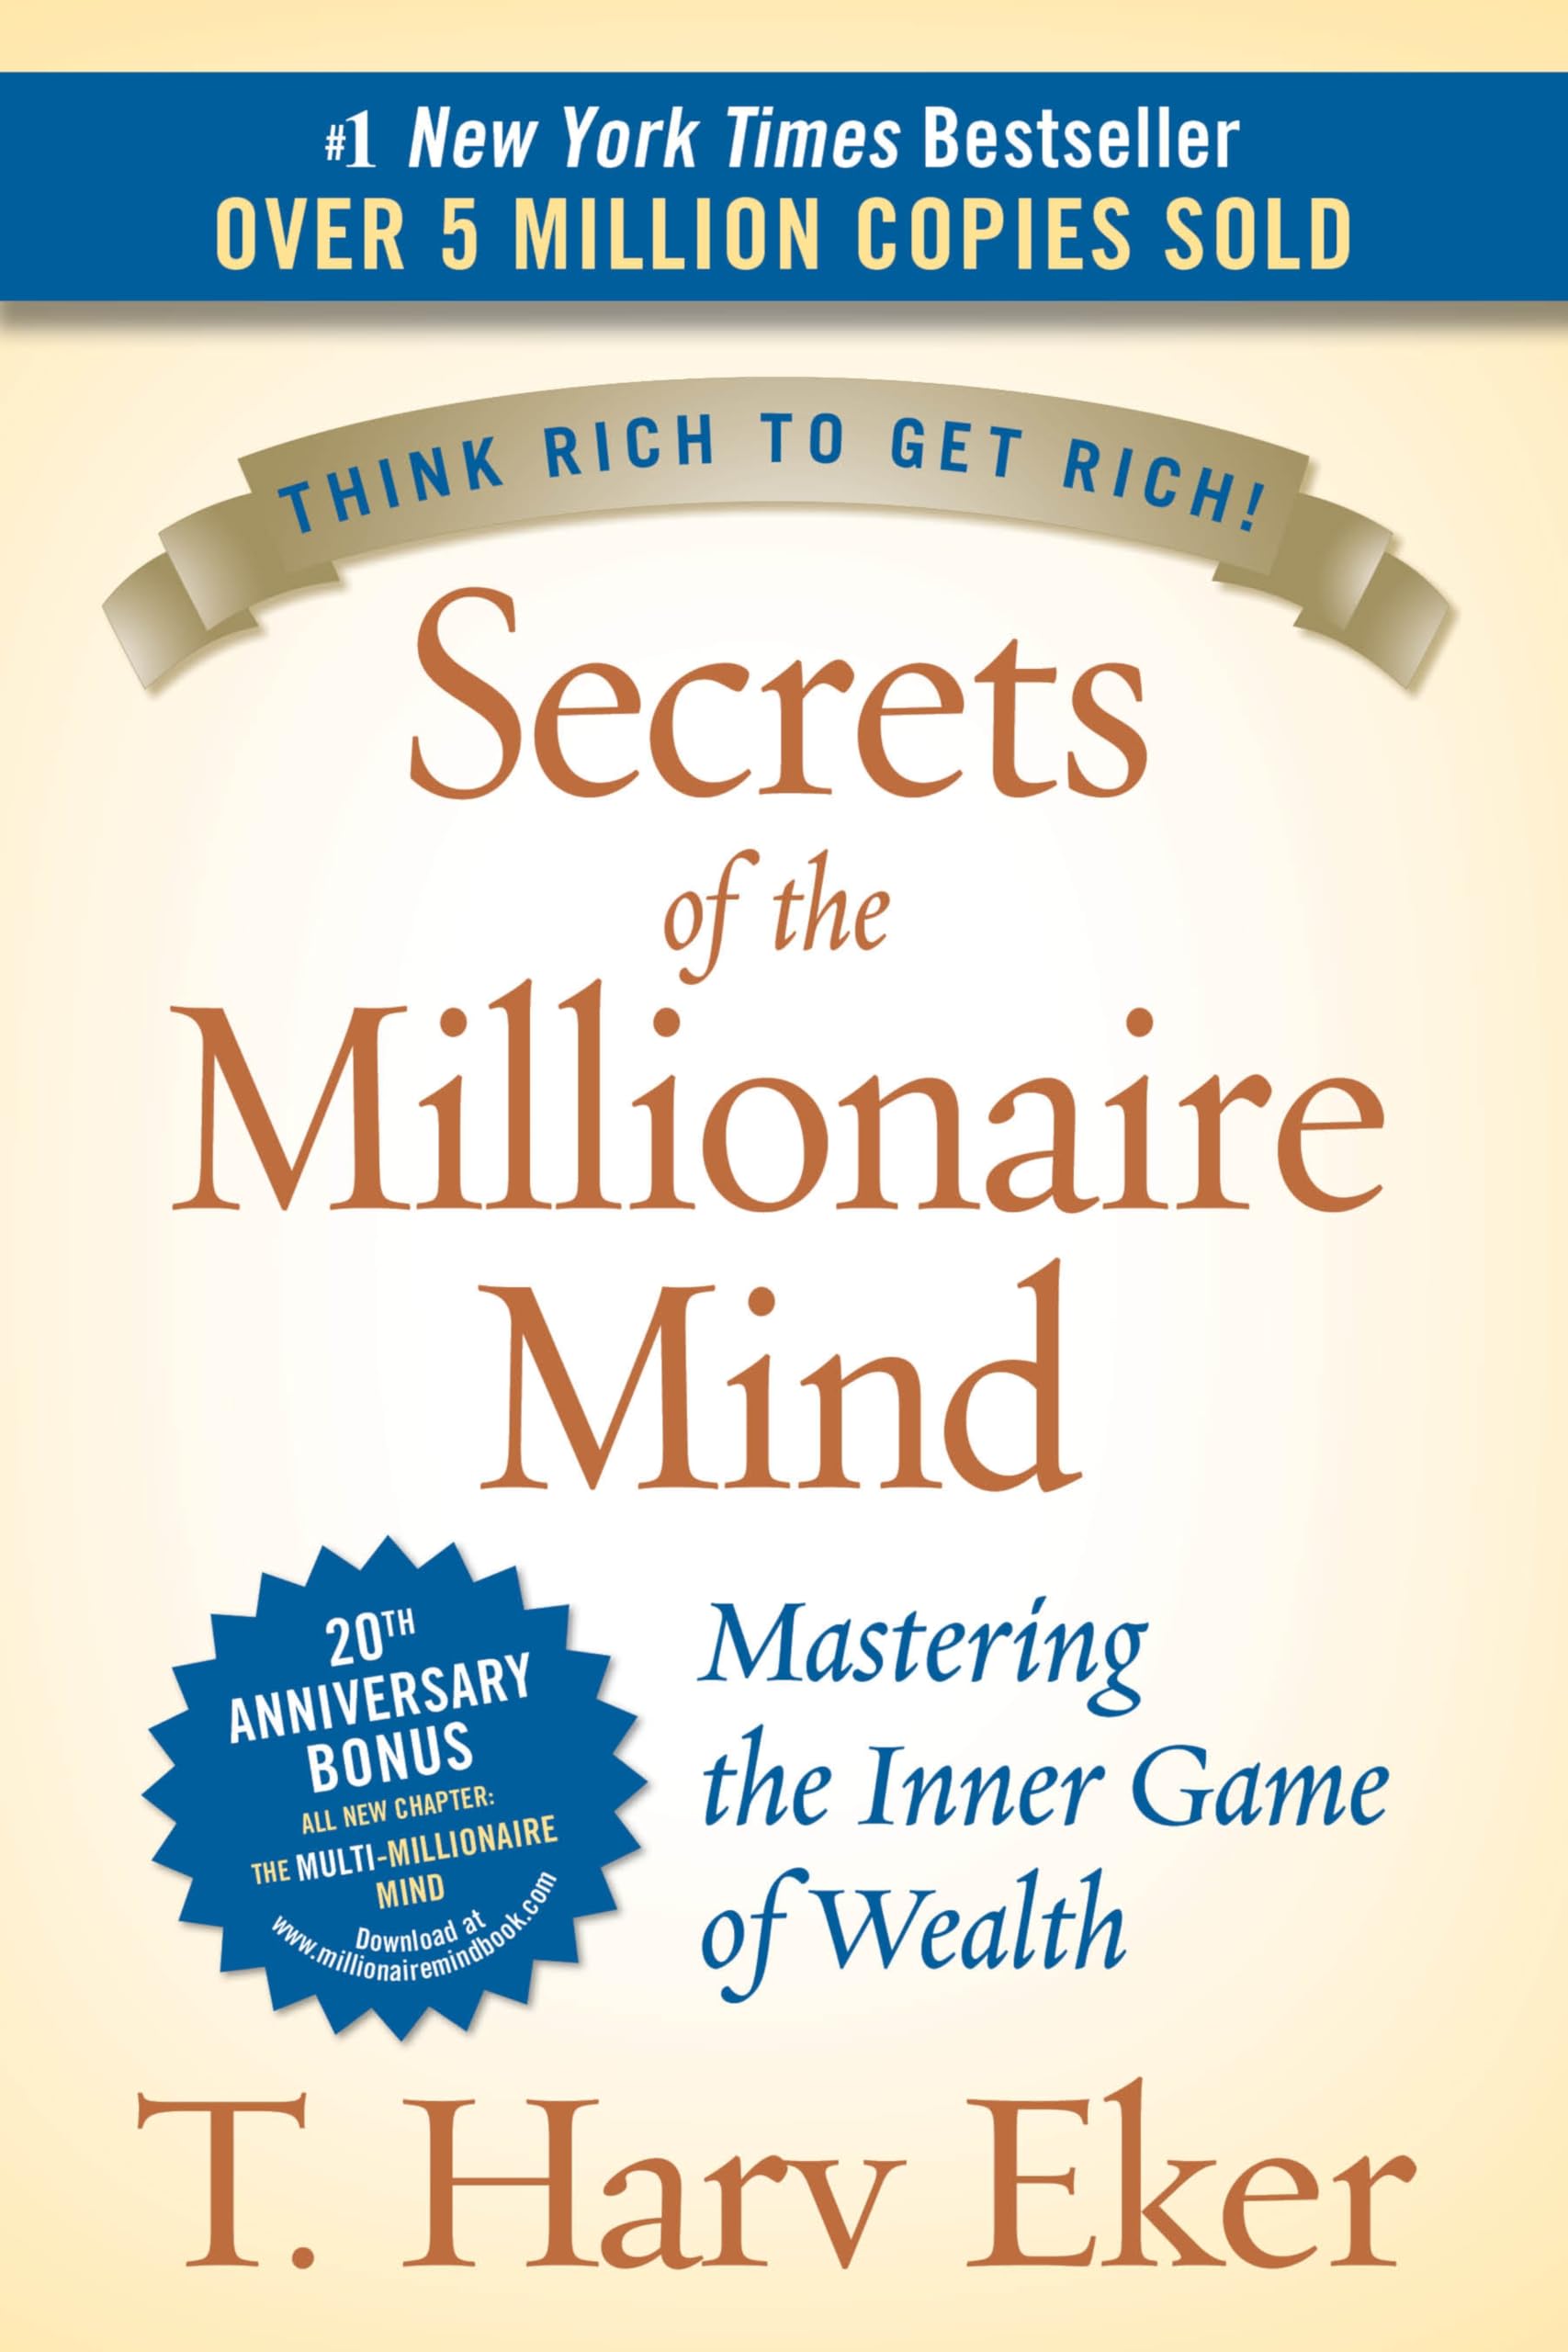 #1 New York Times Bestseller
OVER 5 MILLION COPIES SOLD
THINK RICH TO GET RICH!
Secrets
of the
Millionaire
Mind
20TH
ANNIVERSARY
BONUS
ALL NEW CHAPTER:
THE MULTI-MILLIONAIRE
MIND
Download at
www.millionairemindbook.com
Mastering
the Inner Game
of Wealth
T. Harv Eker